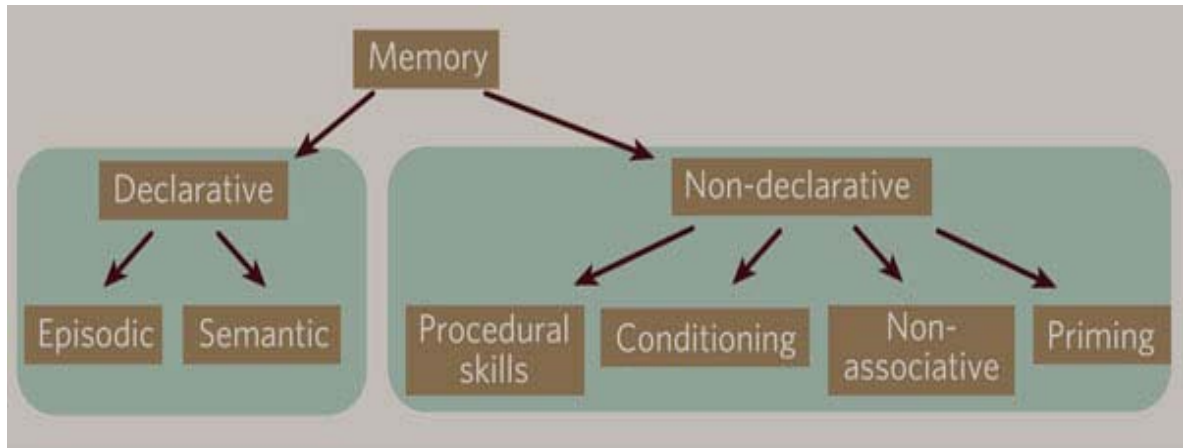 Memory
Declarative
Non-declarative
Episodic
Semantic
Procedural
skills
Conditioning
Non-
associative
Priming